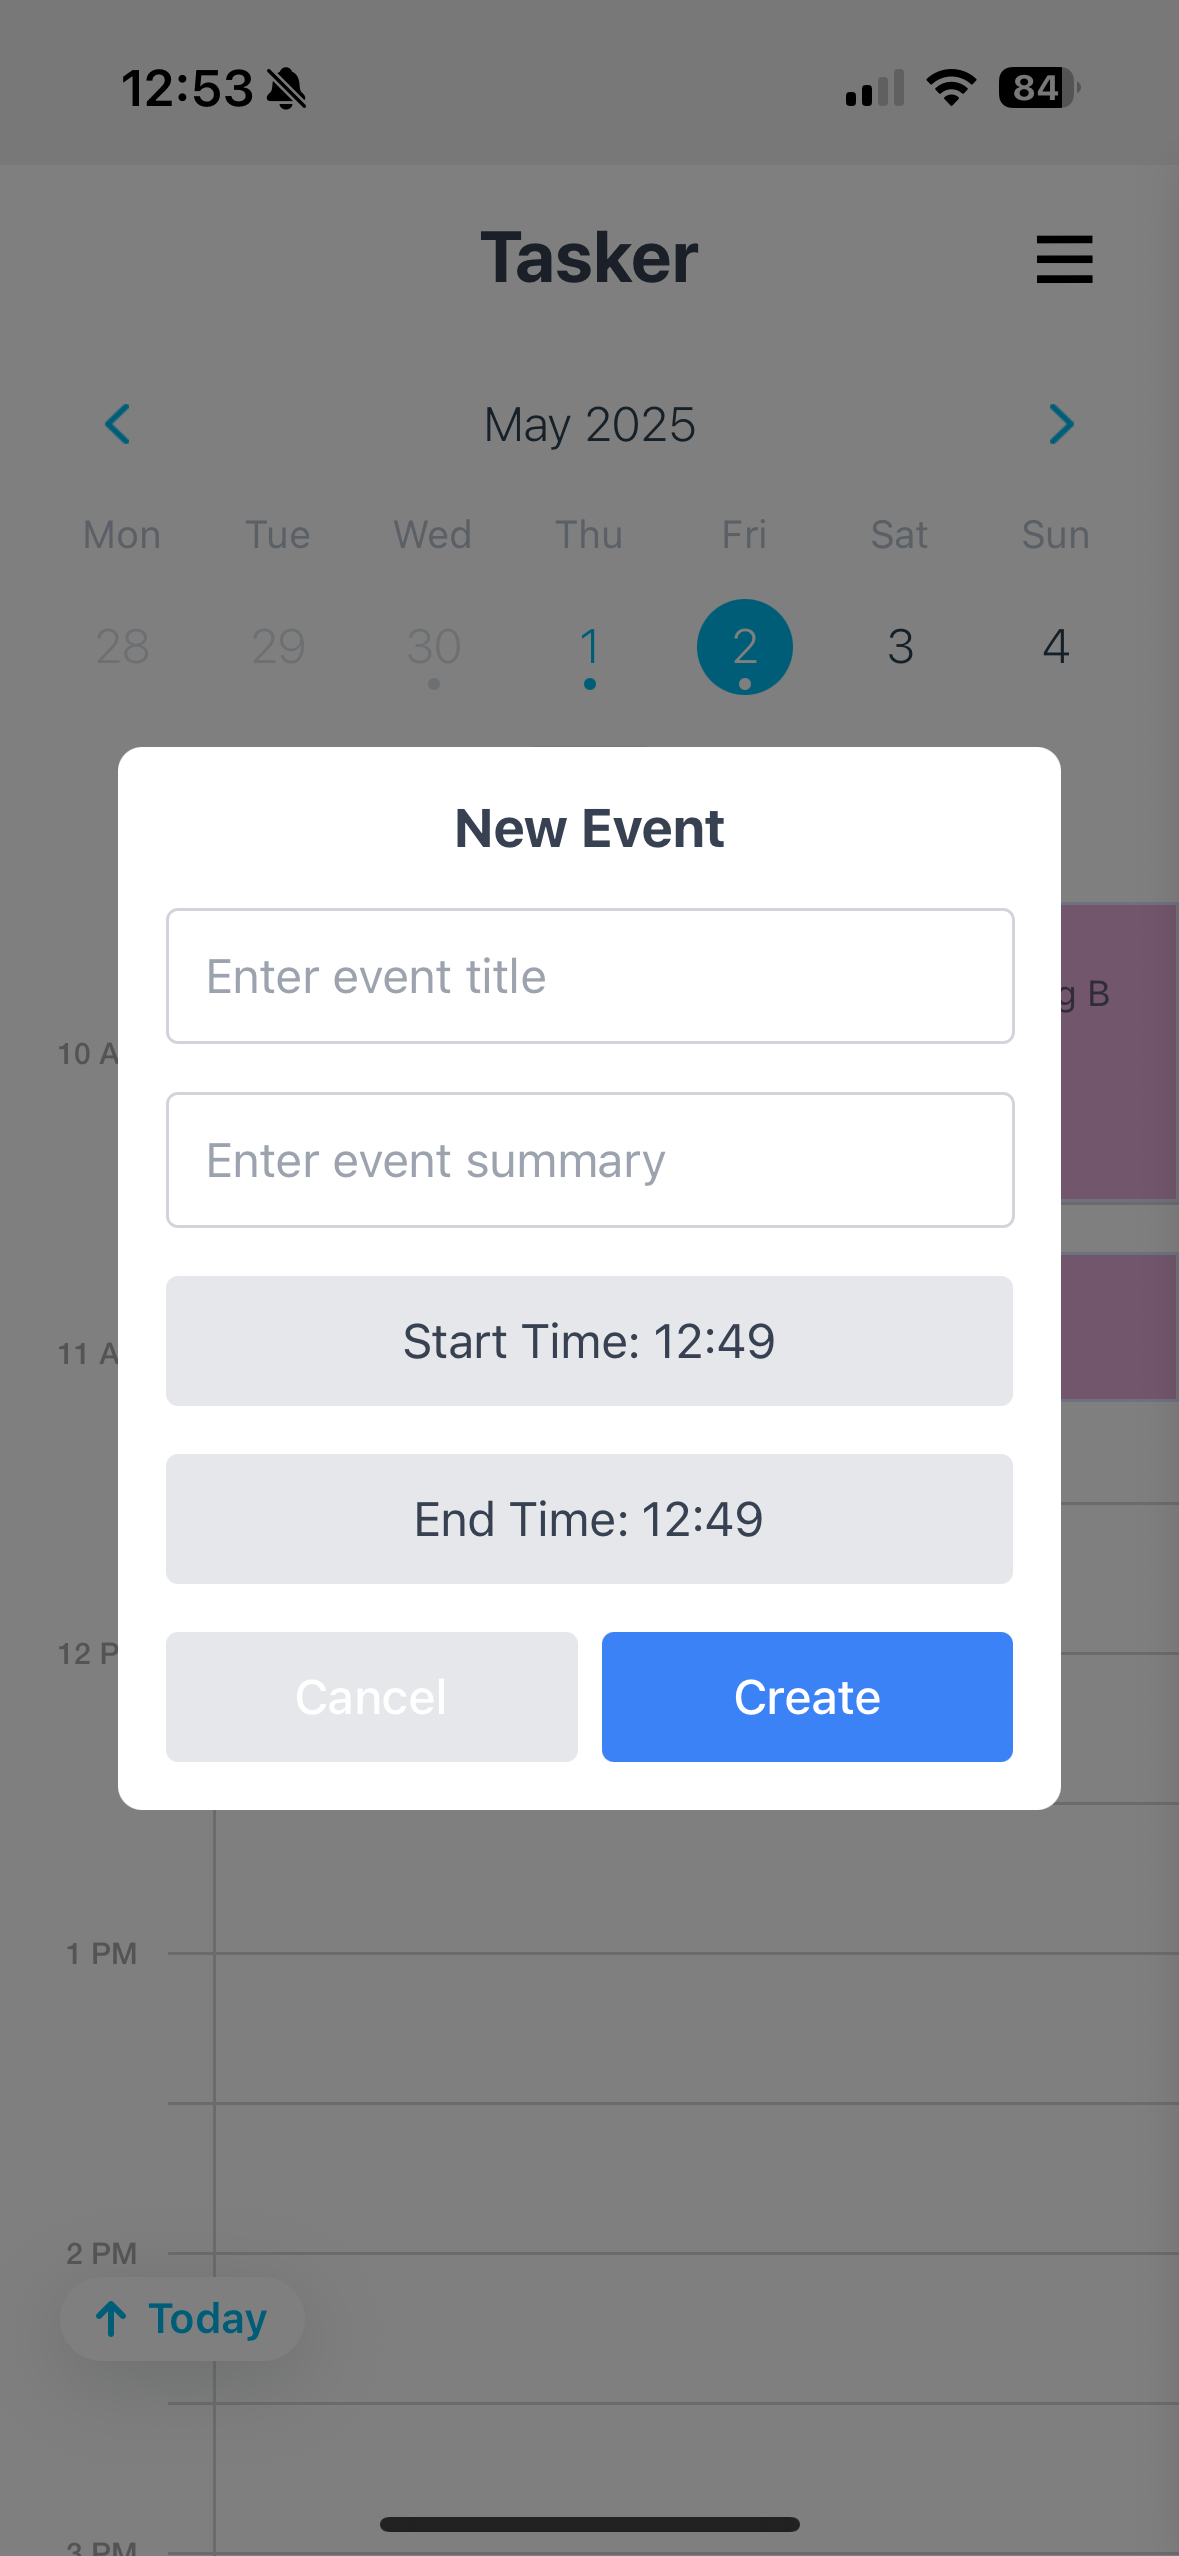 12:53
84
Tasker
May 2025
Mon Tue Wed Thu Fri Sat Sun
28 29 30 1 2 3 4
New Event
Enter event title
g B
10 A
Enter event summary
Start Time: 12:49
11 A
End Time: 12:49
12 P
Cancel Create
1 PM
2 PM
Today
3 PM